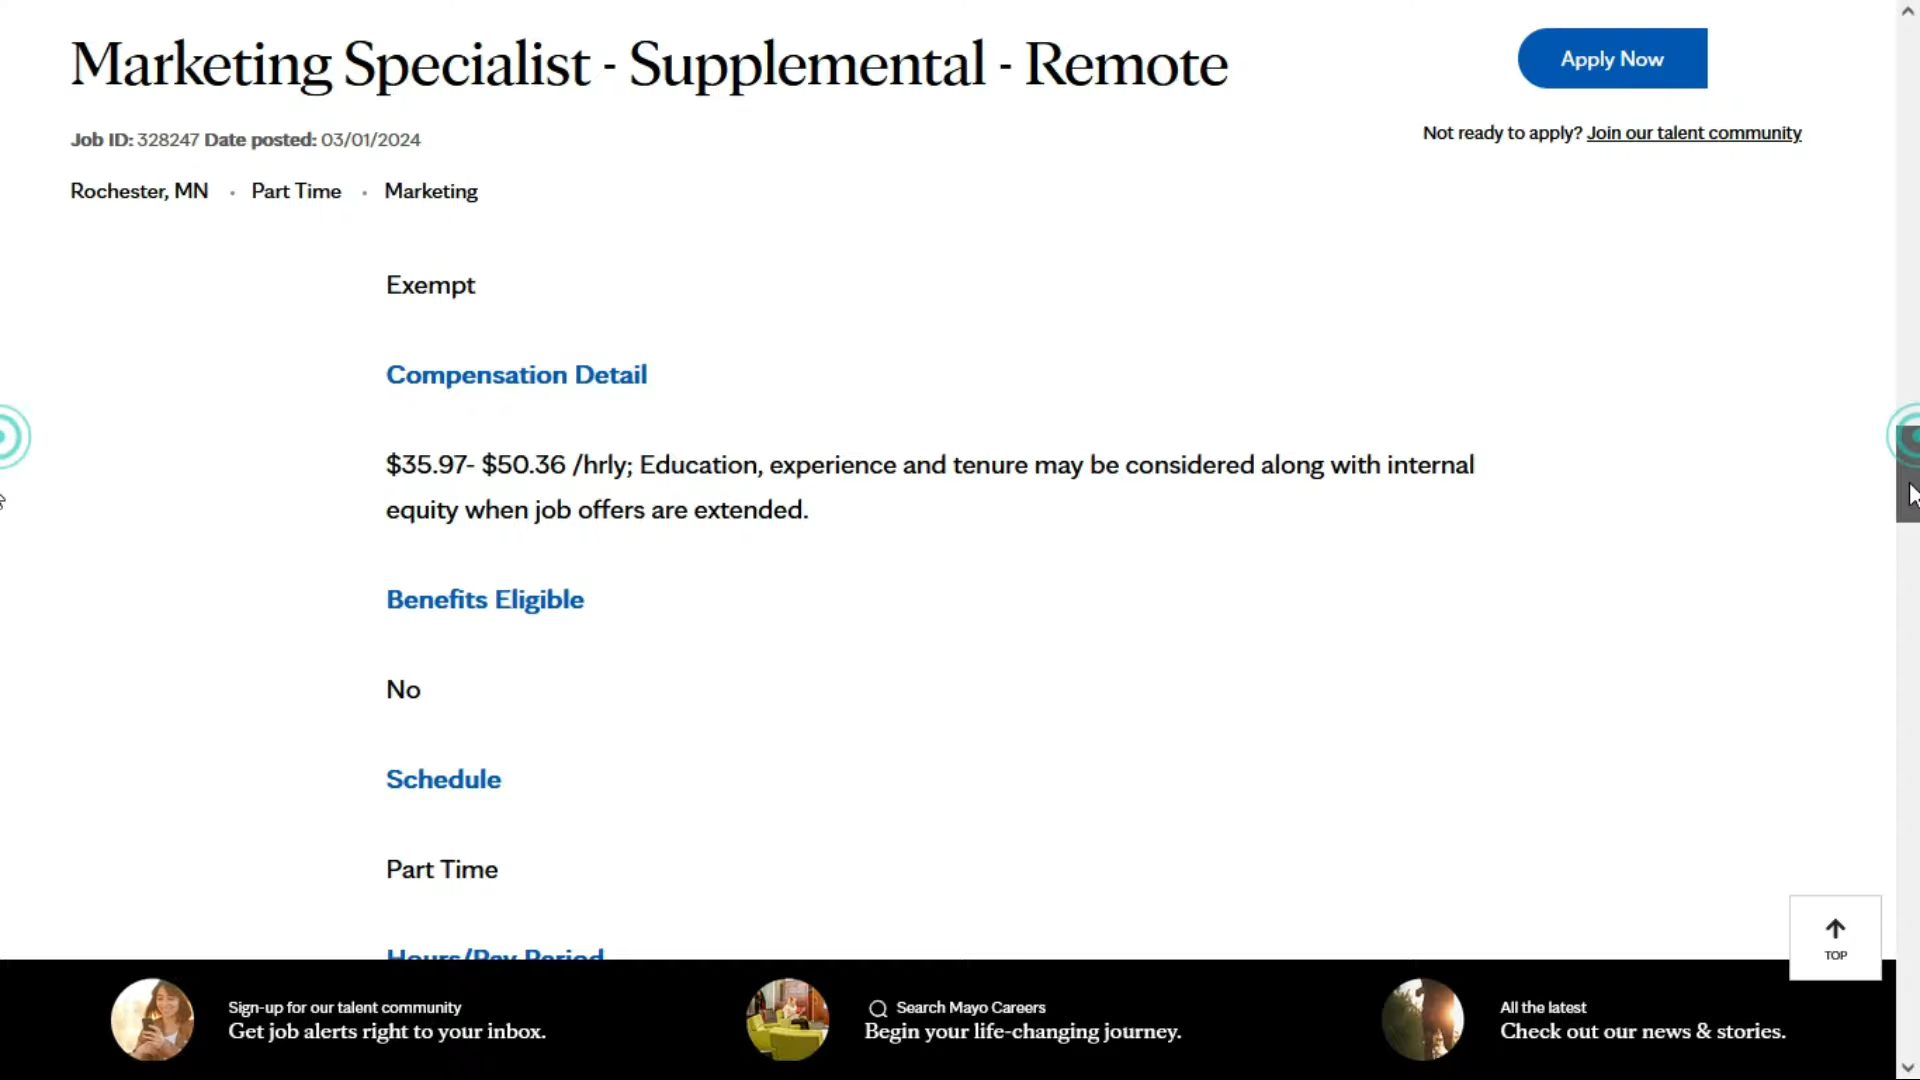 Marketing Specialist - Supplemental - Remote
Apply Now
Job ID: 328247 Date posted: 03/01/2024
Not ready to apply? Join our talent community
Rochester, MN · Part Time · Marketing
Exempt
Compensation Detail
$35.97- $50.36 /hrly; Education, experience and tenure may be considered along with internal
equity when job offers are extended.
Benefits Eligible
No
Schedule
Part Time
Hours/Pay Period
TOP
Sign-up for our talent community
Get job alerts right to your inbox.
Search Mayo Careers
Begin your life-changing journey.
All the latest
Check out our news & stories.